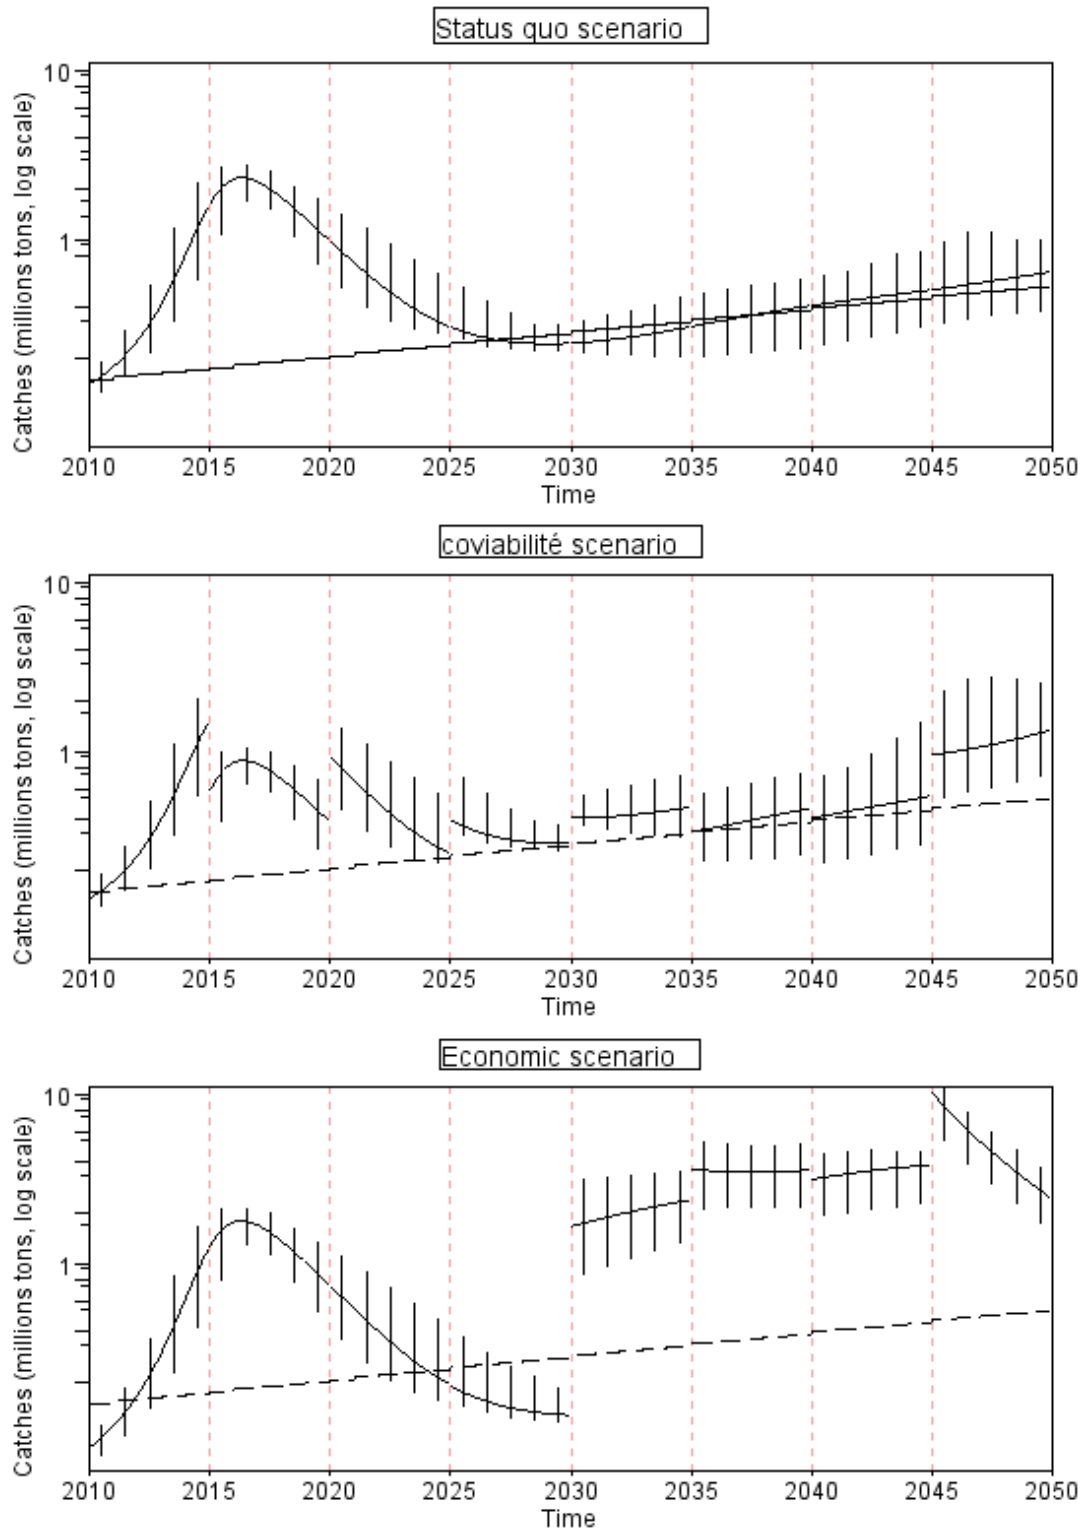 Status quo scenario
Catches (millions tons, log scale)
10
1
2010 2015 2020 2025 2030 2035 2040 2045 2050
Time
coviabilité scenario
Catches (millions tons, log scale)
10
1
2010 2015 2020 2025 2030 2035 2040 2045 2050
Time
Economic scenario
Catches (millions tons, log scale)
10
1
2010 2015 2020 2025 2030 2035 2040 2045 2050
Time